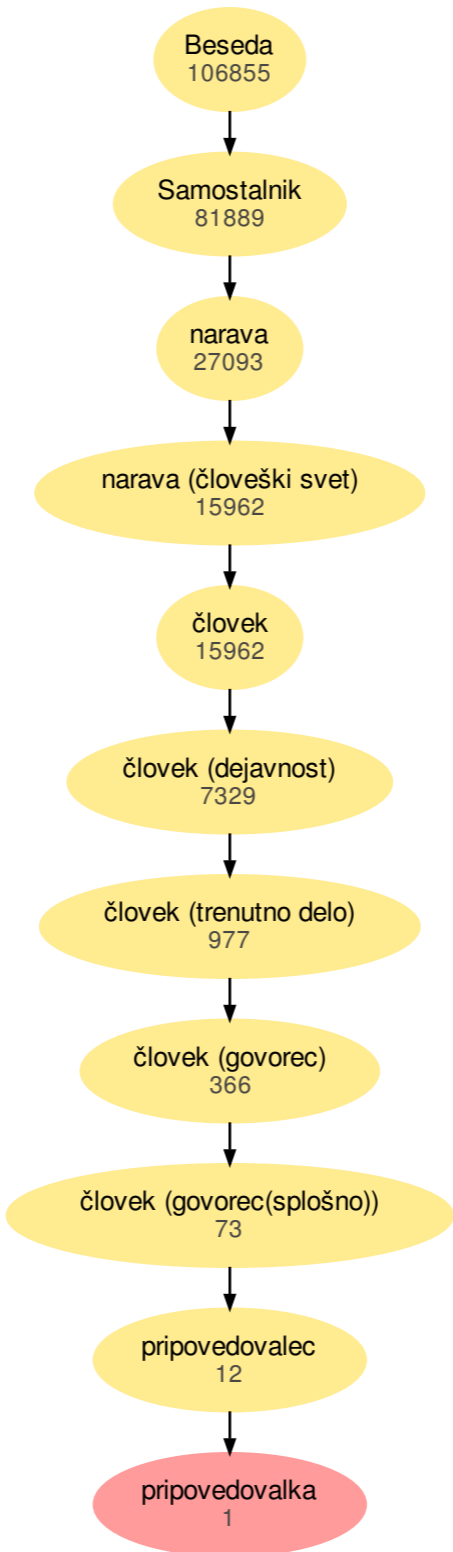 Beseda
106855
Samostalnik
81889
narava
27093
narava (človeški svet)
15962
človek
15962
človek (dejavnost)
7329
človek (trenutno delo)
977
človek (govorec)
366
človek (govorec(splošno))
73
pripovedovalec
12
pripovedovalka
1